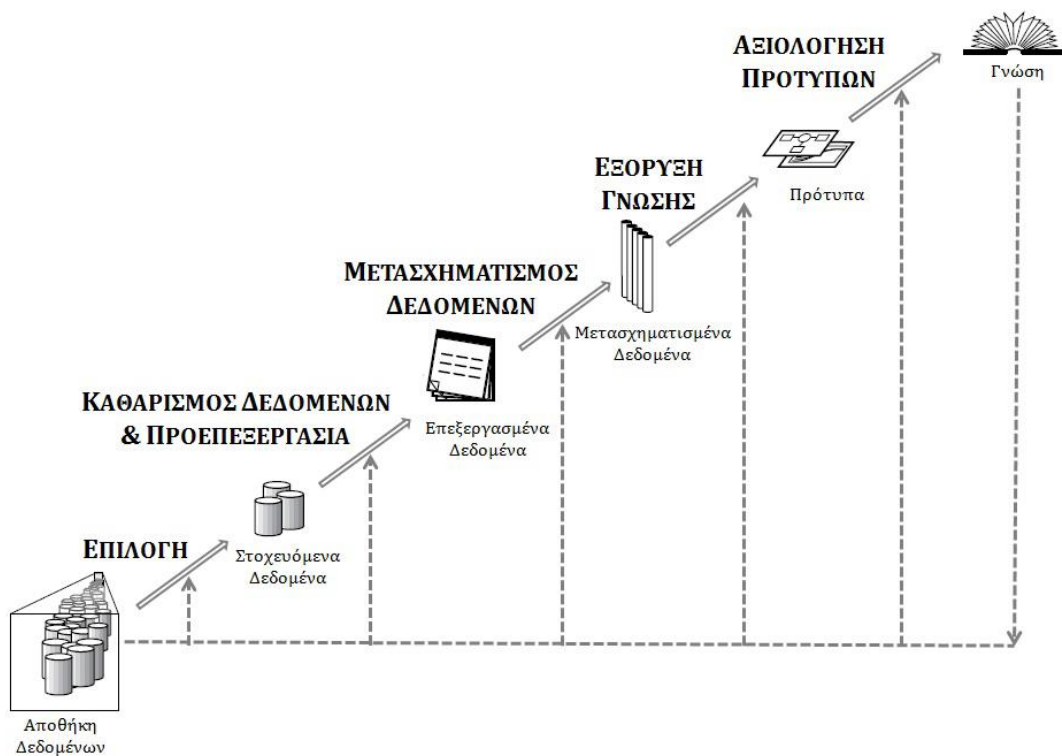 ΑΞΙΟΛΟΓΗΣΗ
ΠΡΟΤΥΠΩΝ
Γνώση
ΕΞΟΡΥΞΗ
ΓΝΩΣΗΣ
Πρότυπα
ΜΕΤΑΣΧΗΜΑΤΙΣΜΟΣ
ΔΕΔΟΜΕΝΩΝ
Μετασχηματισμένα
Δεδομένα
ΚΑΘΑΡΙΣΜΟΣ ΔΕΔΟΜΕΝΩΝ
& ΠΡΟΕΠΕΞΕΡΓΑΣΙΑ
Επεξεργασμένα
Δεδομένα
ΕΠΙΛΟΓΗ
Στοχευόμενα
Δεδομένα
Αποθήκη
Δεδομένων